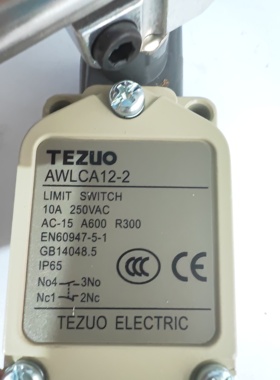 TEZUO
AWLCA12-2
LIMIT SWITCH
10A 250VAC
AC-15 A600 R300
EN60947-5-1
GB14048.5
IP65
CCC
No4 3No
Nc1 2Nc
TEZUO ELECTRIC